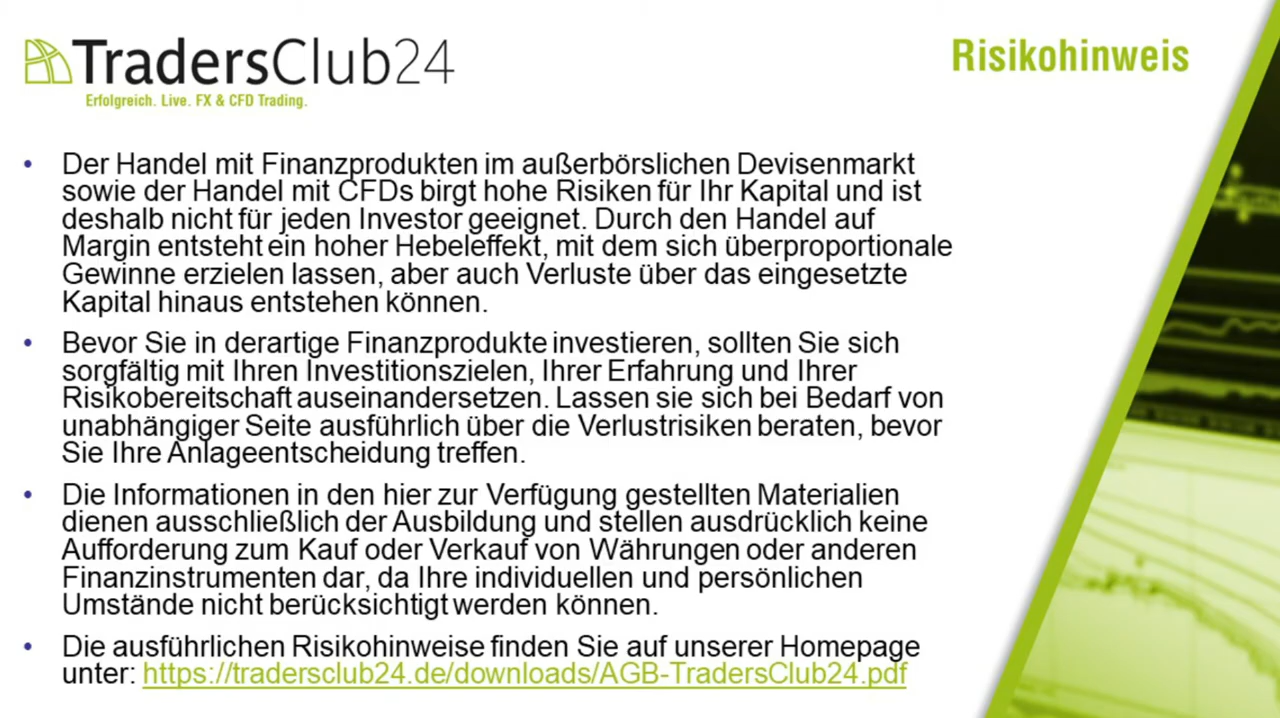 TradersClub24
Erfolgreich. Live. FX & CFD Trading.
Risikohinweis
• Der Handel mit Finanzprodukten im außerbörslichen Devisenmarkt
sowie der Handel mit CFDs birgt hohe Risiken für Ihr Kapital und ist
deshalb nicht für jeden Investor geeignet. Durch den Handel auf
Margin entsteht ein hoher Hebeleffekt, mit dem sich überproportionale
Gewinne erzielen lassen, aber auch Verluste über das eingesetzte
Kapital hinaus entstehen können.
• Bevor Sie in derartige Finanzprodukte investieren, sollten Sie sich
sorgfältig mit Ihren Investitionszielen, Ihrer Erfahrung und Ihrer
Risikobereitschaft auseinandersetzen. Lassen sie sich bei Bedarf von
unabhängiger Seite ausführlich über die Verlustrisiken beraten, bevor
Sie Ihre Anlageentscheidung treffen.
• Die Informationen in den hier zur Verfügung gestellten Materialien
dienen ausschließlich der Ausbildung und stellen ausdrücklich keine
Aufforderung zum Kauf oder Verkauf von Währungen oder anderen
Finanzinstrumenten dar, da Ihre individuellen und persönlichen
Umstände nicht berücksichtigt werden können.
• Die ausführlichen Risikohinweise finden Sie auf unserer Homepage
unter: https://tradersclub24.de/downloads/AGB-TradersClub24.pdf